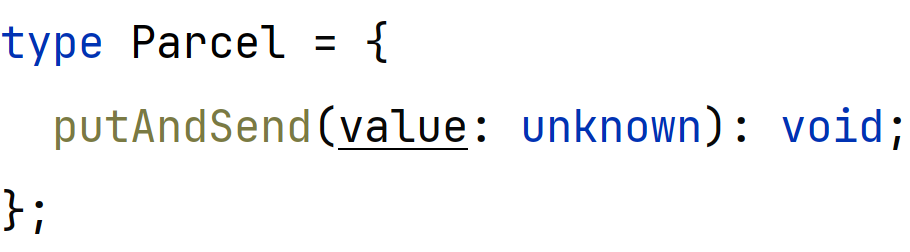 type Parcel = {
  putAndSend(value: unknown): void;
};